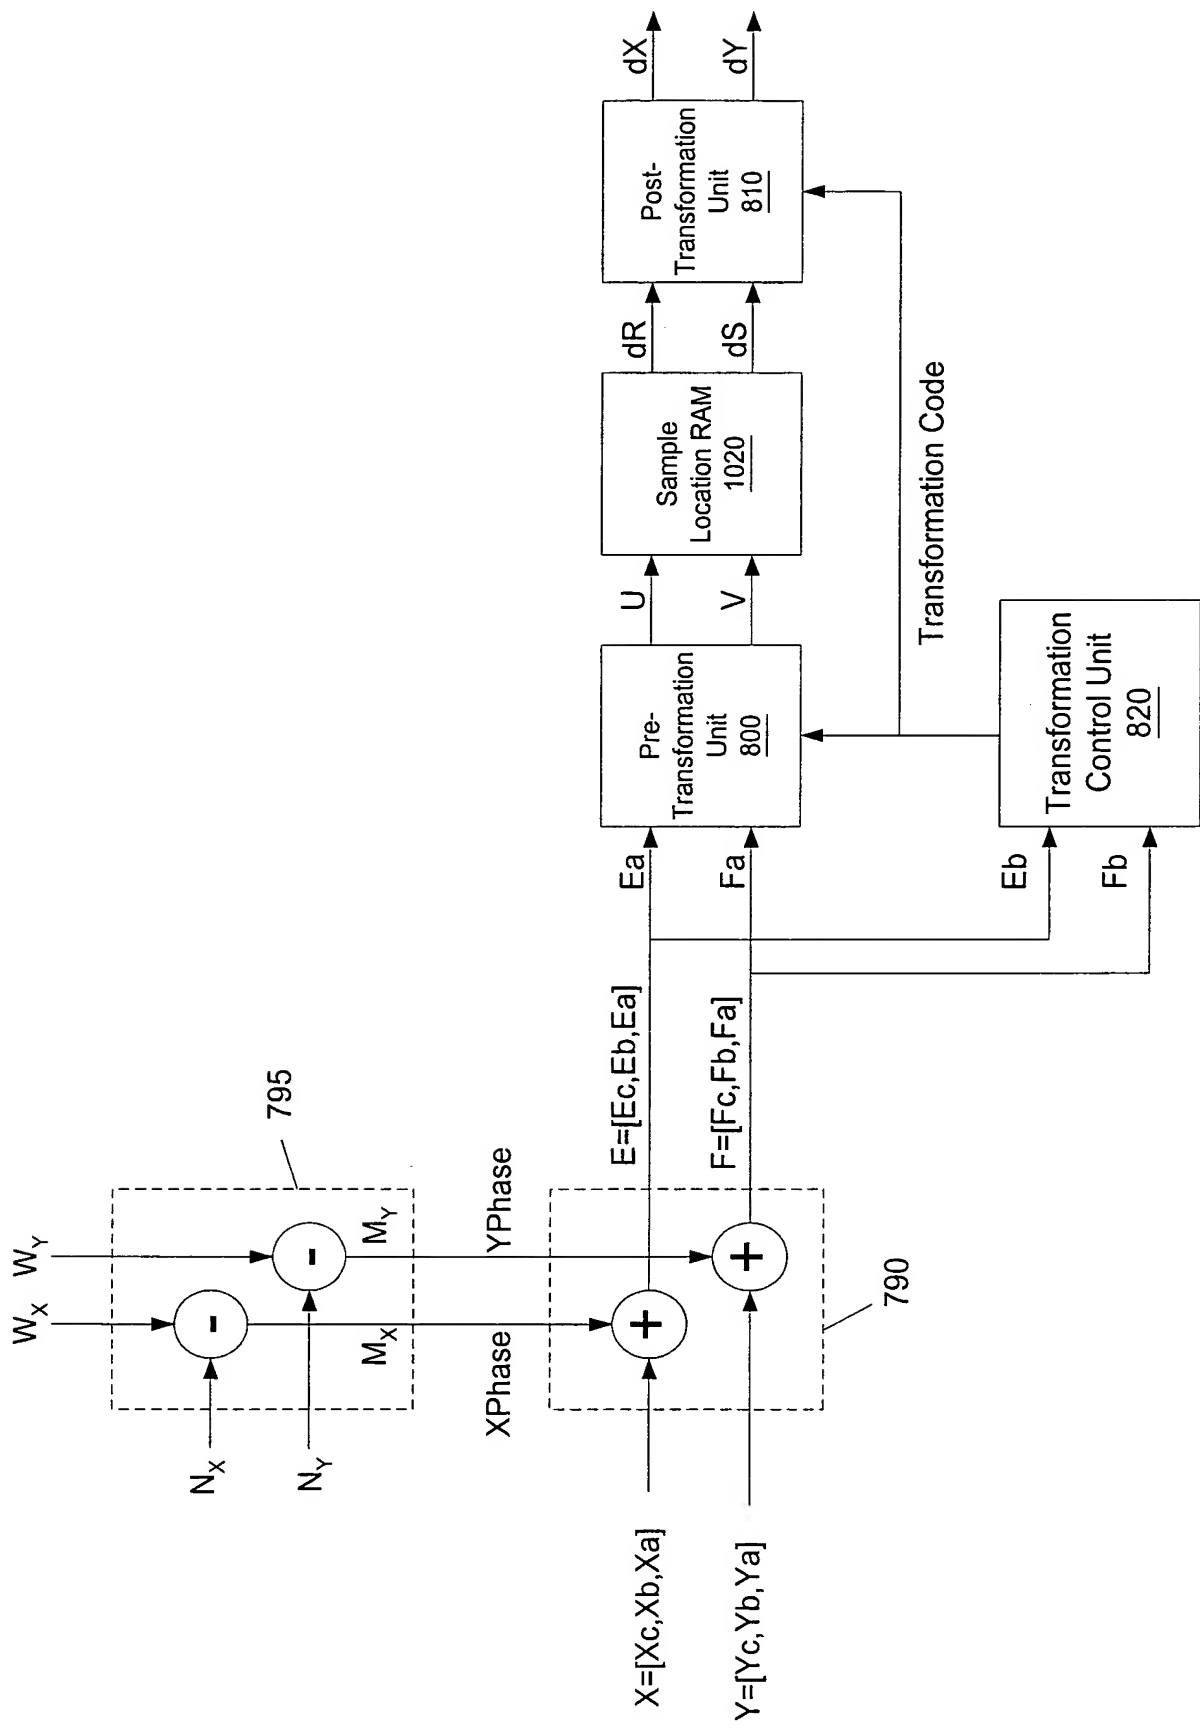 dX
dY
Post-
Transformation
Unit
810
dR
dS
Sample
Location RAM
1020
U
V
Transformation Code
Pre-
Transformation
Unit
800
Transformation
Control Unit
820
Ea
Fa
Eb
Fb
E=[Ec,Eb,Ea]
F=[Fc,Fb,Fa]
795
W_Y
W_X
-
-
M_Y
M_X
YPhase
XPhase
+
+
790
N_X
N_Y
X=[Xc,Xb,Xa]
Y=[Yc,Yb,Ya]